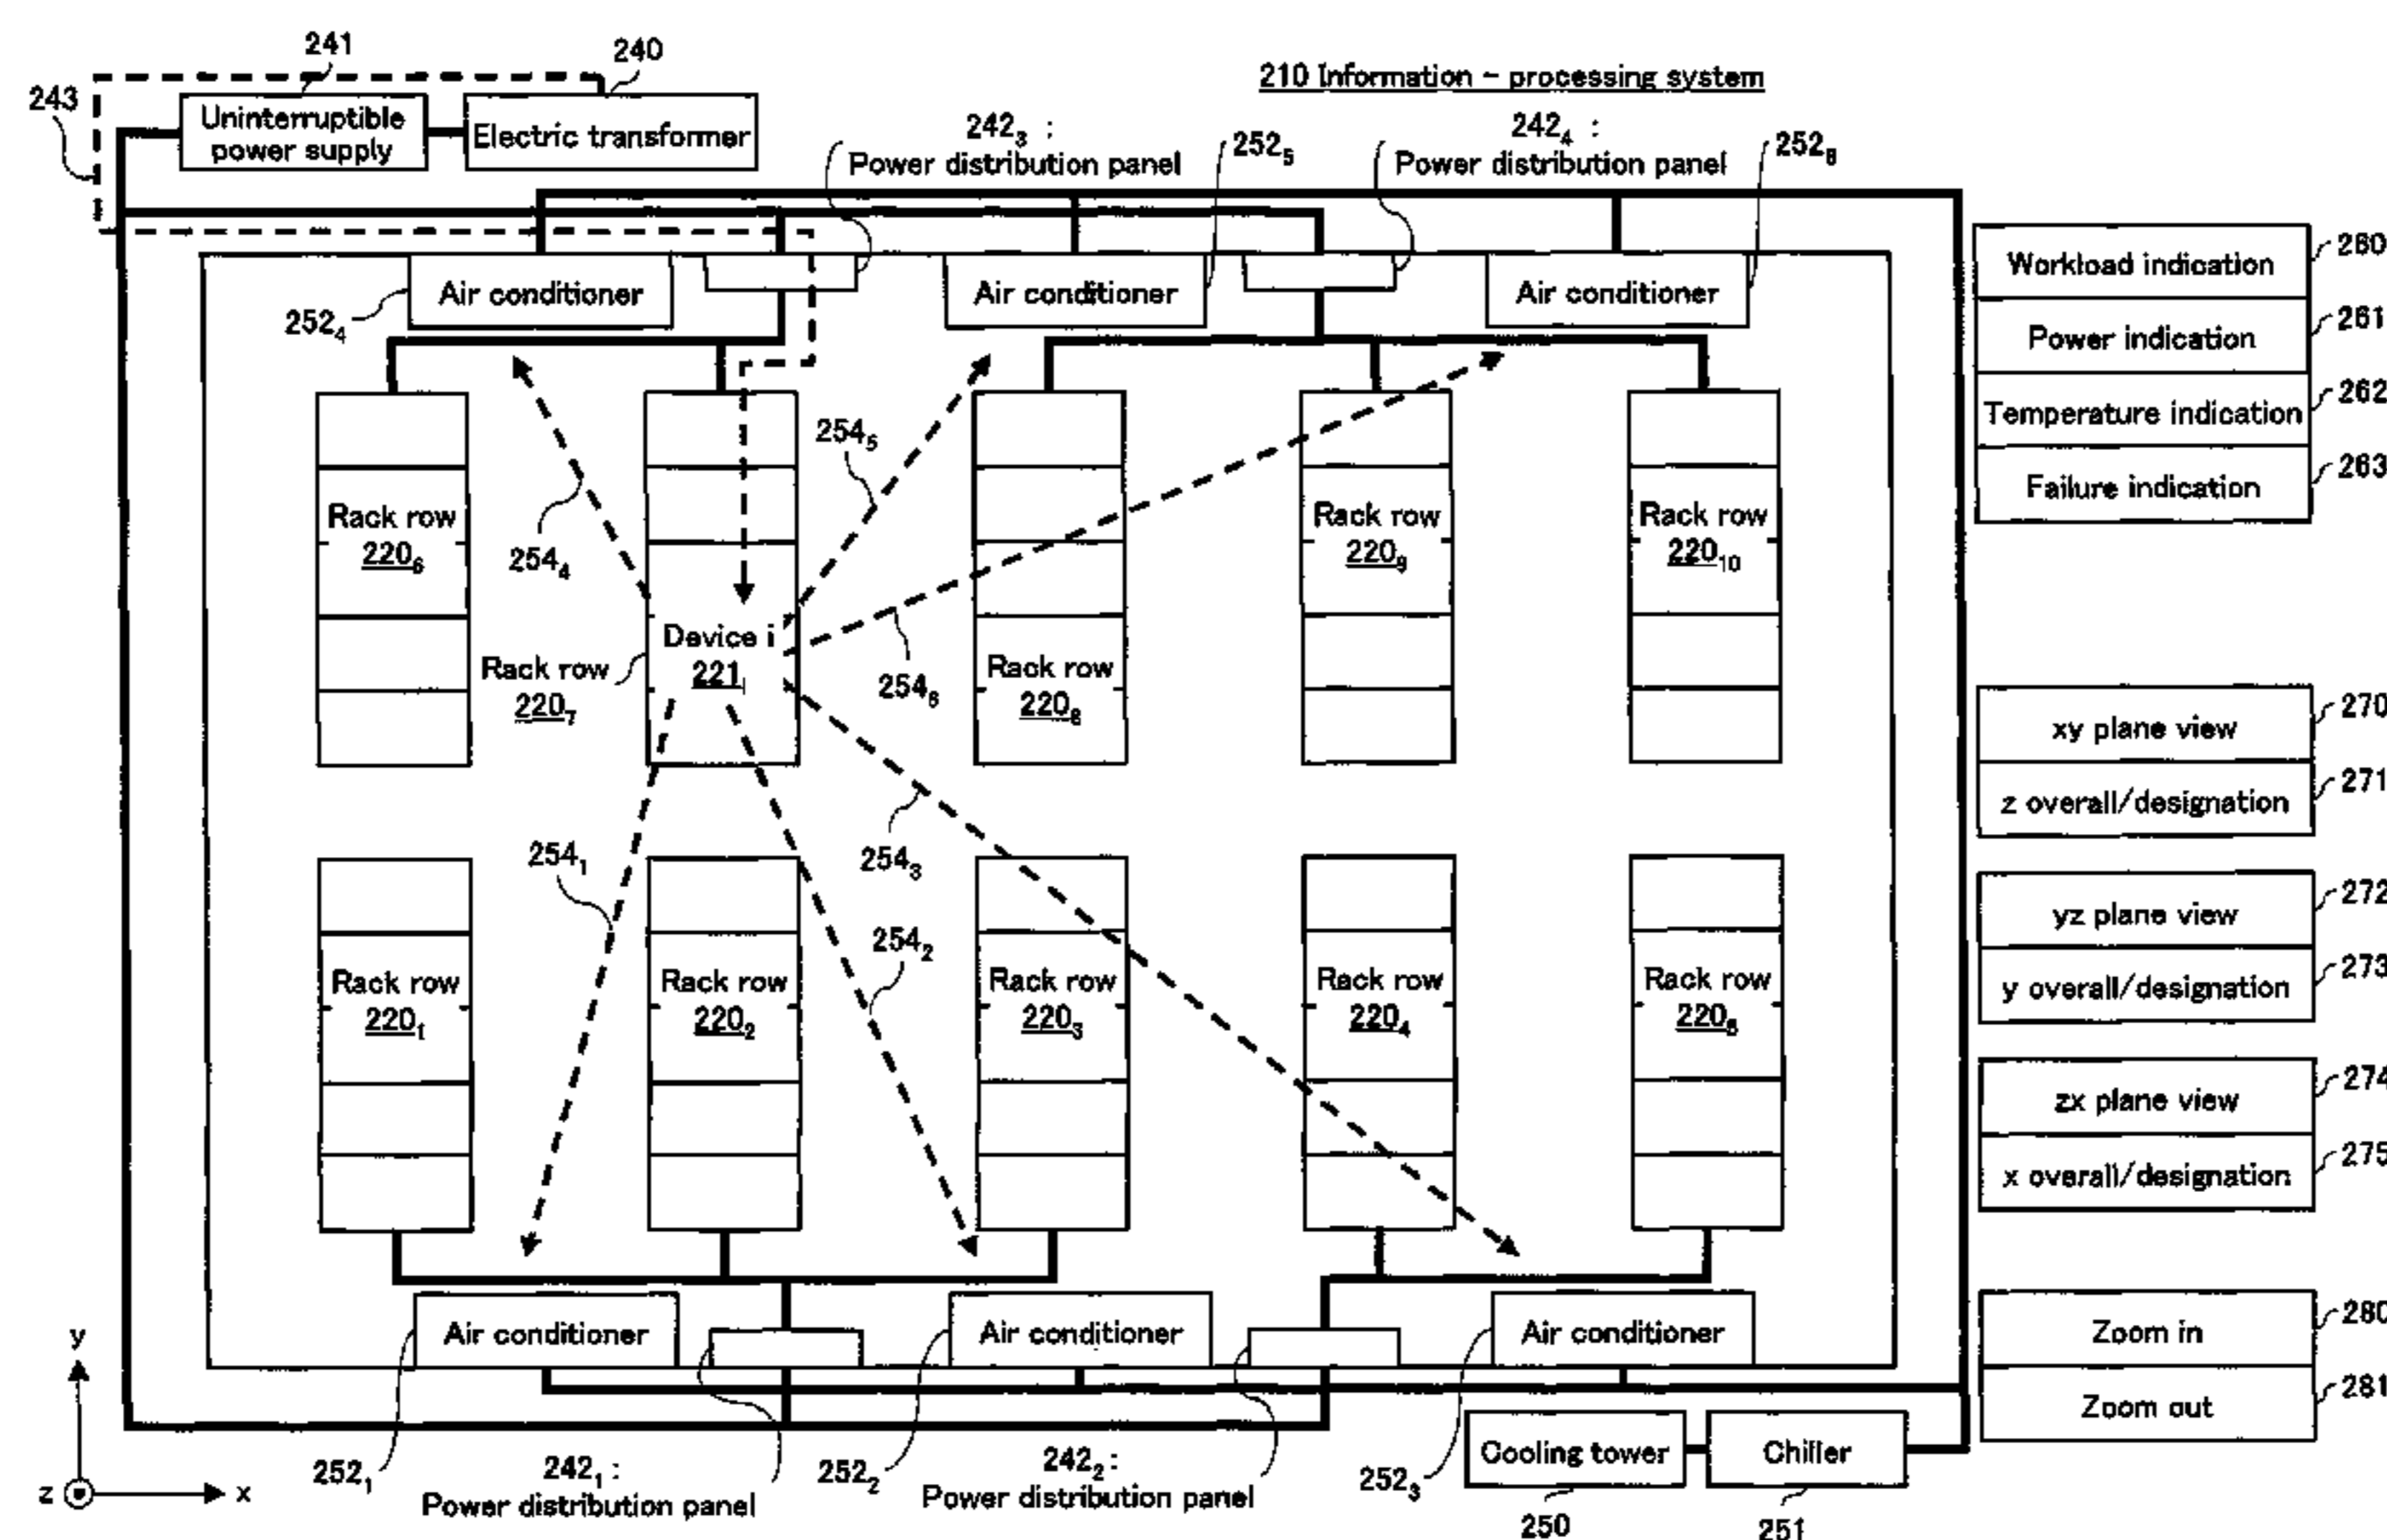 241
240
210 Information - processing system
243
Uninterruptible
power supply
Electric transformer
242₃ :
Power distribution panel
252₅
242₄ :
Power distribution panel
252₆
Workload indication
260
Power indication
261
Temperature indication
262
Failure indication
263
Air conditioner
252₄
Air conditioner
Air conditioner
254₅
254₄
Rack row
220₆
Rack row
220₉
Rack row
220₁₀
Device i
221ᵢ
Rack row
220₇
254₆
Rack row
220₈
xy plane view
270
z overall/designation
271
254₁
254₃
254₂
yz plane view
272
y overall/designation
273
Rack row
220₁
Rack row
220₂
Rack row
220₃
Rack row
220₄
Rack row
220₅
zx plane view
274
x overall/designation
275
Air conditioner
Air conditioner
Air conditioner
Zoom in
280
Zoom out
281
y
z
x
252₁
242₁ :
Power distribution panel
252₂
242₂ :
Power distribution panel
252₃
Cooling tower
Chiller
250
251